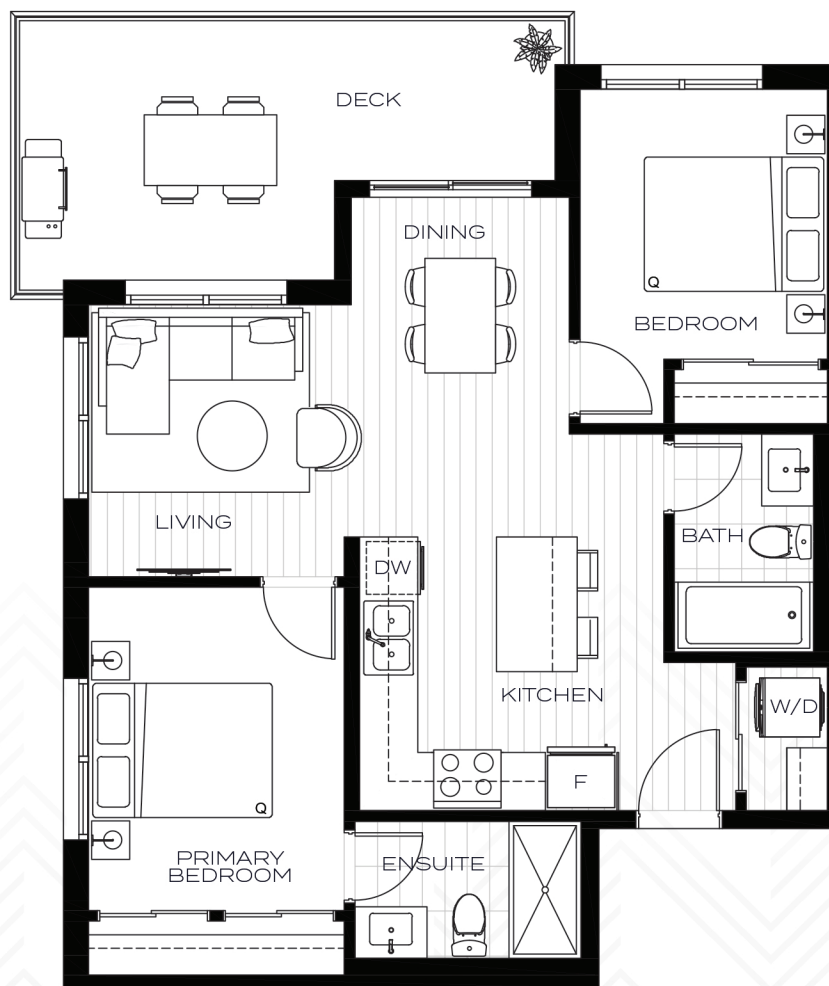 DECK
DINING
Q
BEDROOM
LIVING
BATH
DW
KITCHEN
W/D
F
Q
PRIMARY
BEDROOM
ENSUITE